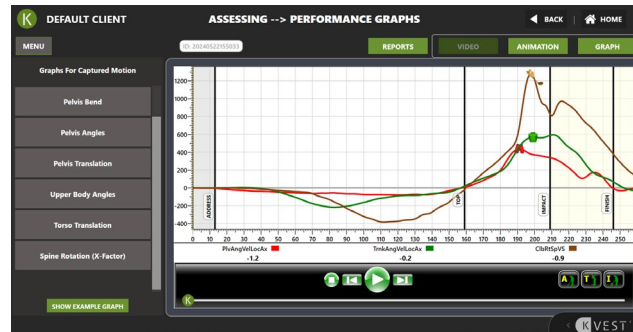 K DEFAULT CLIENT ASSESSING --> PERFORMANCE GRAPHS BACK HOME
MENU ID: 20240522155033 REPORTS VIDEO ANIMATION GRAPH
Graphs For Captured Motion
Pelvis Bend
Pelvis Angles
Pelvis Translation
Upper Body Angles
Torso Translation
Spine Rotation (X-Factor)
SHOW EXAMPLE GRAPH
1200
1000
800
600
400
200
0
-200
-400
ADDRESS
TOP
IMPACT
FINISH
0 10 20 30 40 50 60 70 80 90 100 110 120 130 140 150 160 170 180 190 200 210 220 230 240 250
PlvAngVelLocAx TrnkAngVelLocAx ClbRtSpVS
-1.2 -0.2 -0.9
A T I
K
K VEST